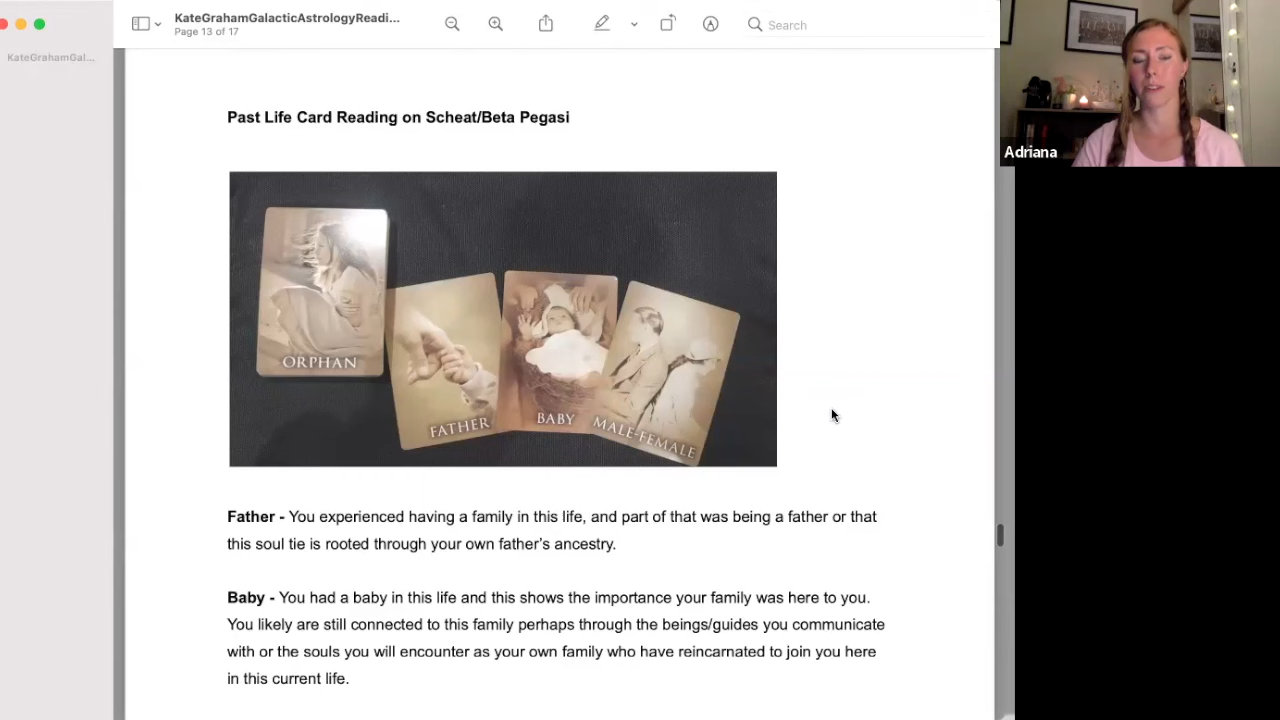 KateGrahamGalacticAstrologyReadi...
Page 13 of 17
Search
KateGrahamGal...
Adriana
Past Life Card Reading on Scheat/Beta Pegasi
ORPHAN
FATHER
BABY
MALE-FEMALE
Father - You experienced having a family in this life, and part of that was being a father or that
this soul tie is rooted through your own father’s ancestry.
Baby - You had a baby in this life and this shows the importance your family was here to you.
You likely are still connected to this family perhaps through the beings/guides you communicate
with or the souls you will encounter as your own family who have reincarnated to join you here
in this current life.